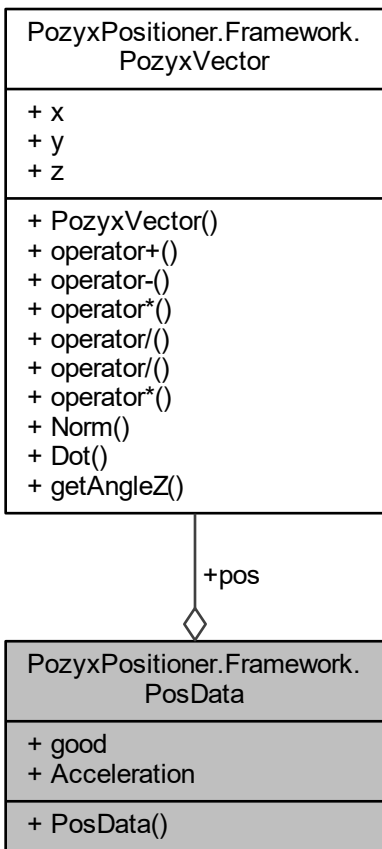 PozyxPositioner.Framework.
PozyxVector
+ x
+ y
+ z
+ PozyxVector()
+ operator+()
+ operator-()
+ operator*()
+ operator/()
+ operator/()
+ operator*()
+ Norm()
+ Dot()
+ getAngleZ()
+pos
PozyxPositioner.Framework.
PosData
+ good
+ Acceleration
+ PosData()